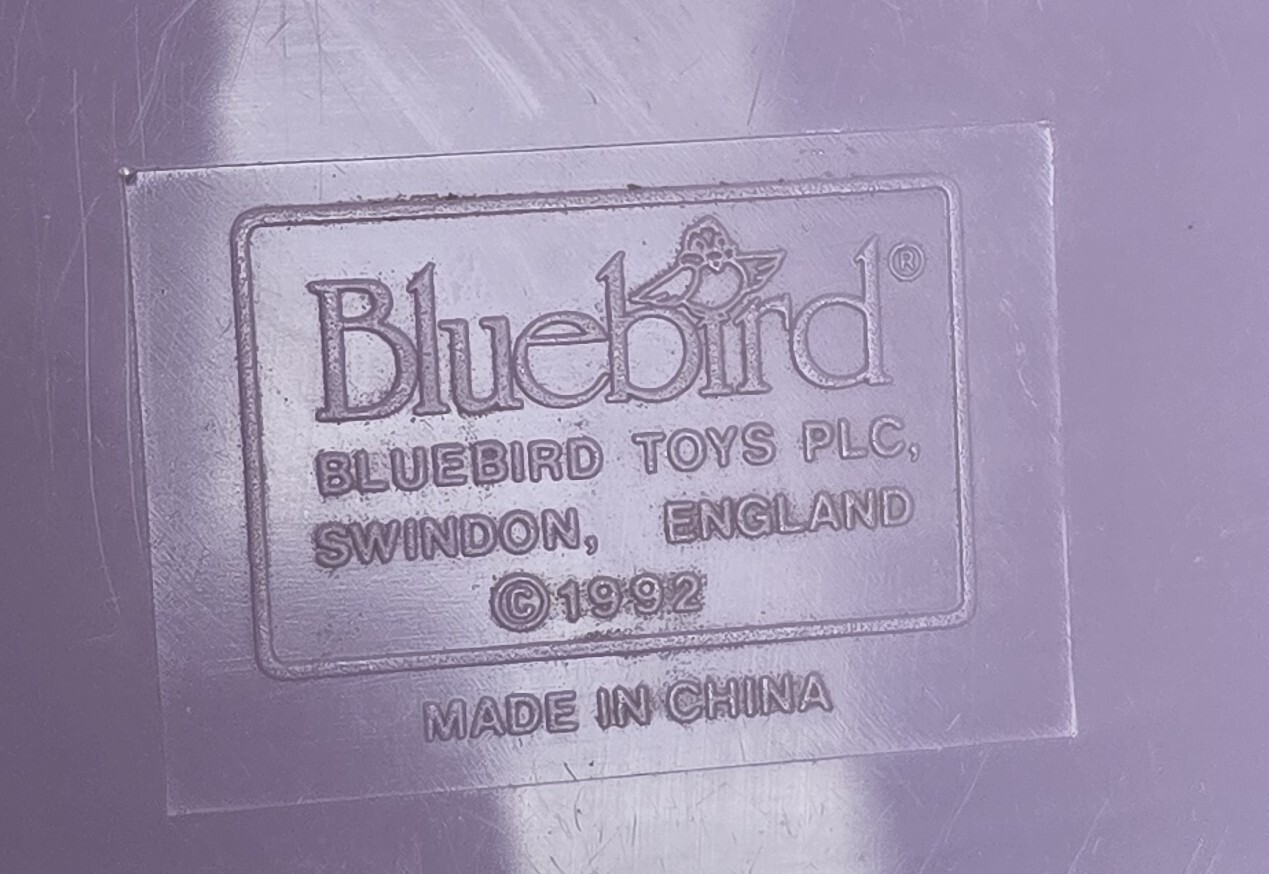 Bluebird®
BLUEBIRD TOYS PLC,
SWINDON, ENGLAND
©1992
MADE IN CHINA